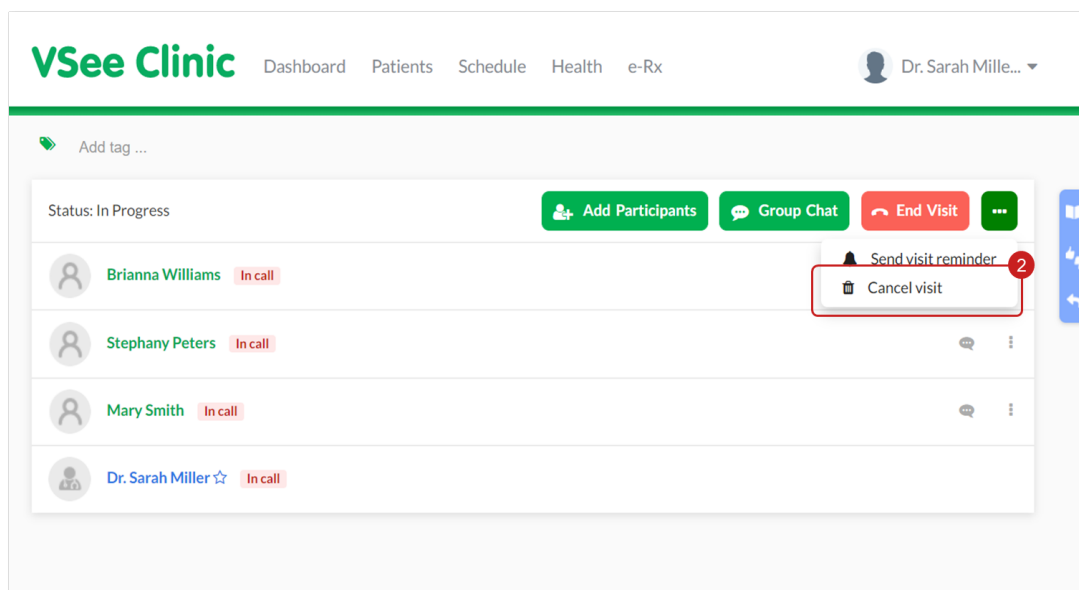 VSee Clinic Dashboard Patients Schedule Health e-Rx Dr. Sarah Mille...
Add tag ...
Status: In Progress Add Participants Group Chat End Visit ...
Send visit reminder
2
Brianna Williams In call
Cancel visit
Stephany Peters In call
Mary Smith In call
Dr. Sarah Miller In call